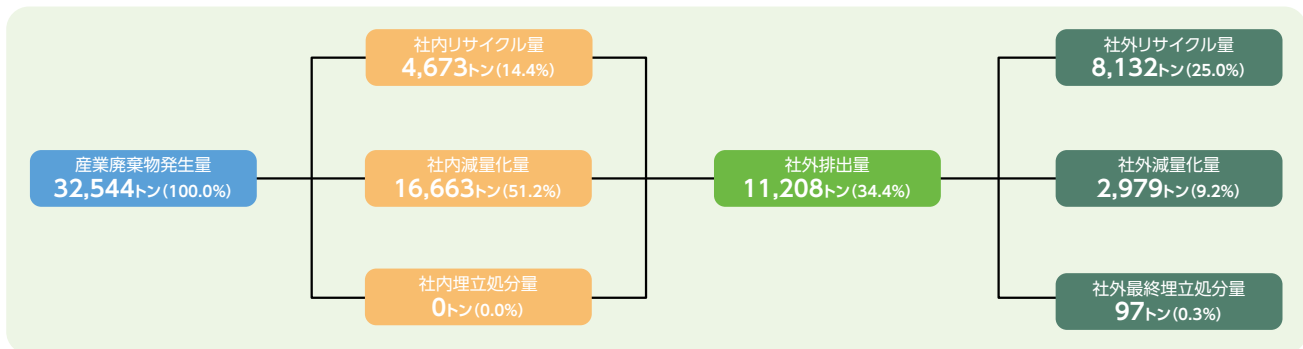 産業廃棄物発生量
32,544トン(100.0%)
社内リサイクル量
4,673トン(14.4%)
社内減量化量
16,663トン(51.2%)
社内埋立処分量
0トン(0.0%)
社外排出量
11,208トン(34.4%)
社外リサイクル量
8,132トン(25.0%)
社外減量化量
2,979トン(9.2%)
社外最終埋立処分量
97トン(0.3%)